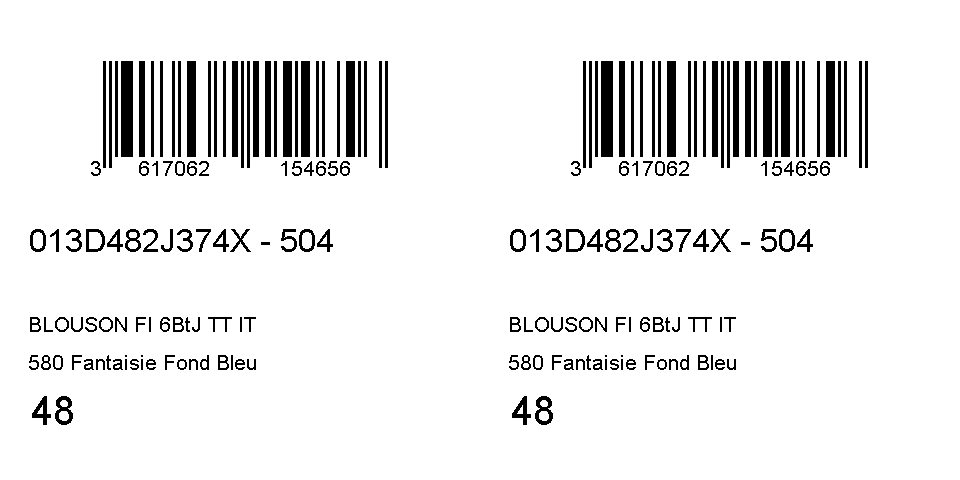 3 617062 154656
013D482J374X - 504
BLOUSON FI 6BtJ TT IT
580 Fantaisie Fond Bleu
48
3 617062 154656
013D482J374X - 504
BLOUSON FI 6BtJ TT IT
580 Fantaisie Fond Bleu
48